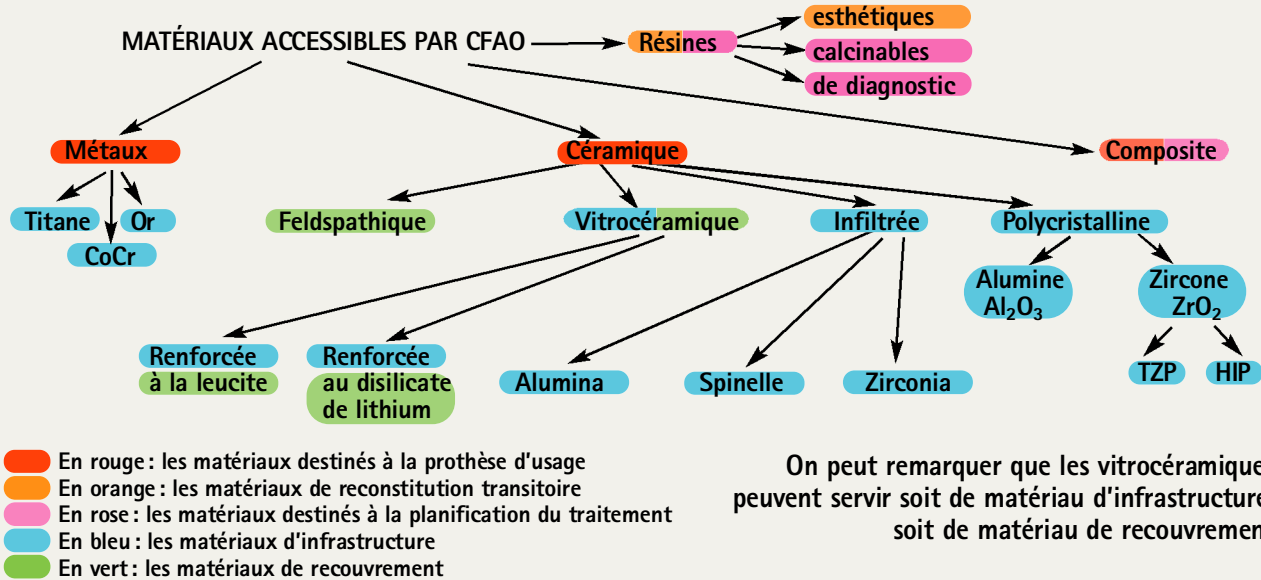 esthétiques
MATÉRIAUX ACCESSIBLES PAR CFAO
Résines
calcinables
de diagnostic
Métaux
Céramique
Composite
Titane
Or
CoCr
Feldspathique
Vitrocéramique
Infiltrée
Polycristalline
Alumine
Al₂O₃
Zircone
ZrO₂
Renforcée
à la leucite
Renforcée
au disilicate
de lithium
Alumina
Spinelle
Zirconia
TZP
HIP
En rouge : les matériaux destinés à la prothèse d'usage
En orange : les matériaux de reconstitution transitoire
En rose : les matériaux destinés à la planification du traitement
En bleu : les matériaux d'infrastructure
En vert : les matériaux de recouvrement
On peut remarquer que les vitrocéramique
peuvent servir soit de matériau d'infrastructure
soit de matériau de recouvremen